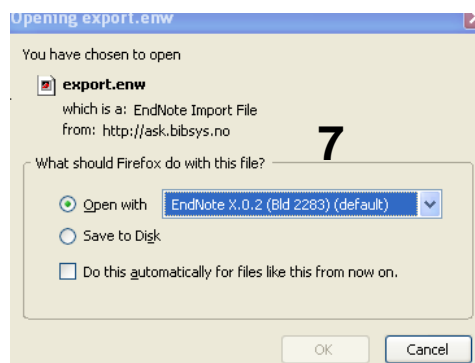 Opening export.enw
You have chosen to open
export.enw
which is a: EndNote Import File
from: http://ask.bibsys.no
7
What should Firefox do with this file?
Open with EndNote X.0.2 (Bld 2283) (default)
Save to Disk
Do this automatically for files like this from now on.
OK Cancel